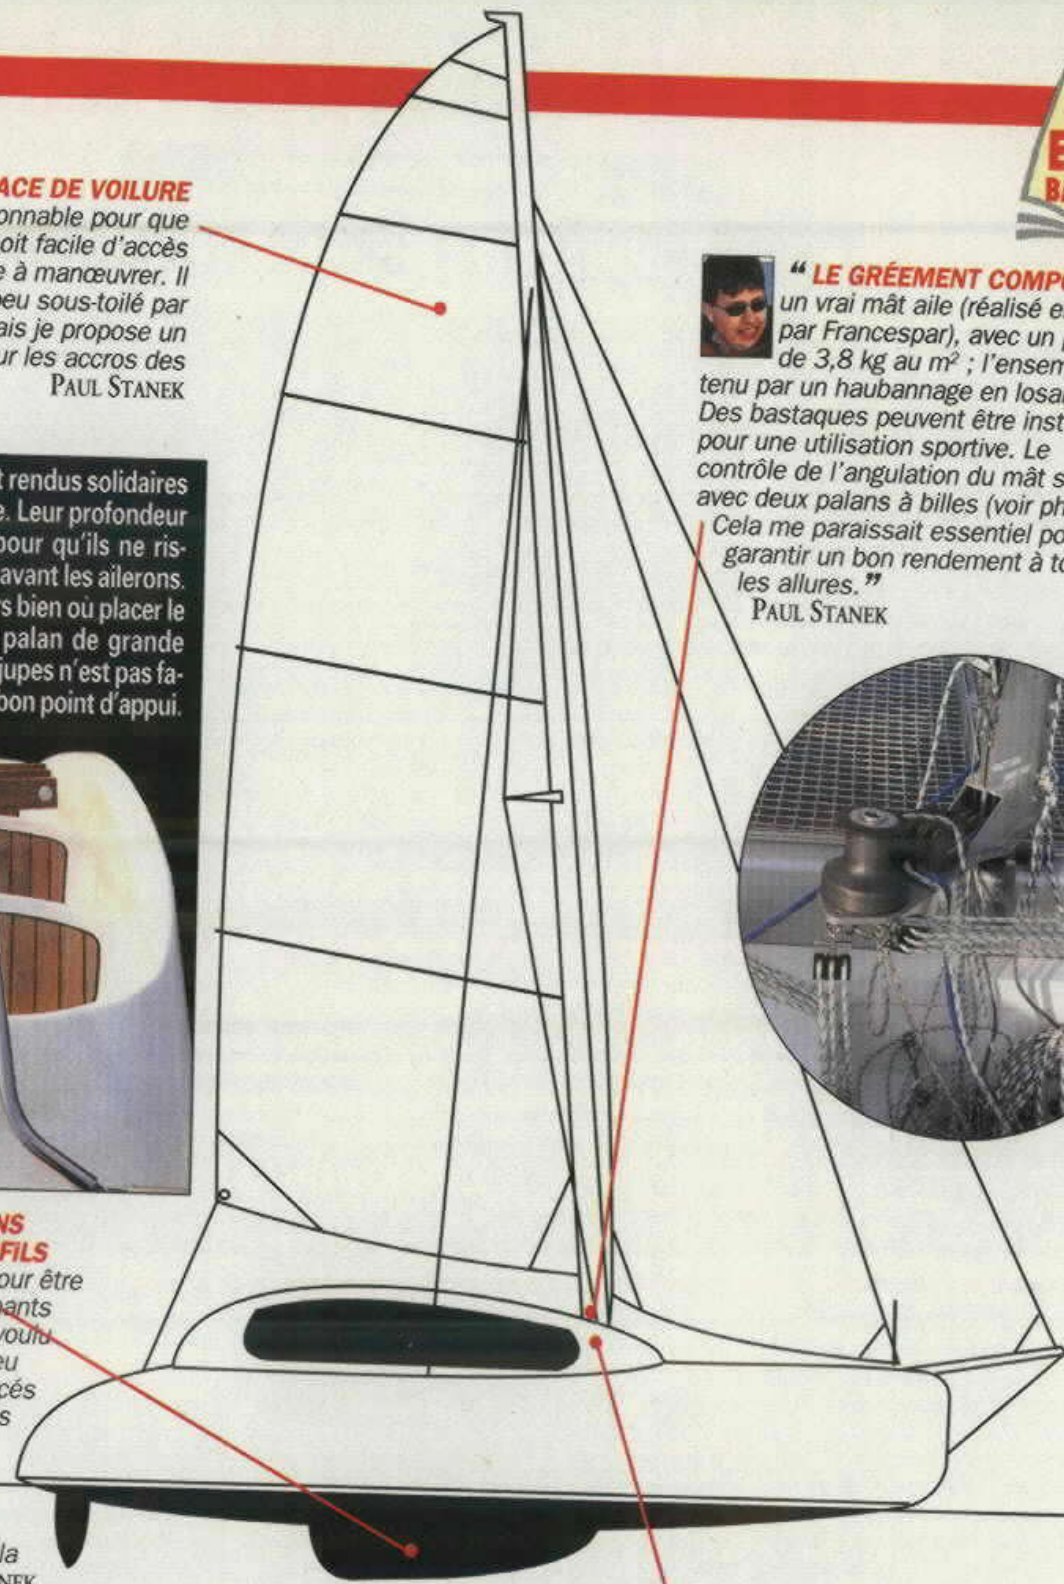 ACE DE VOILURE
onnable pour que
oit facile d'accès
e à manœuvrer. Il
peu sous-toilé par
ais je propose un
ur les accros des
PAUL STANEK
t rendus solidaires
e. Leur profondeur
pour qu'ils ne ris-
avant les ailerons.
s bien où placer le
palan de grande
jupes n'est pas fa-
bon point d'appui.
NS
FILS
our être
pants
voulu
eu
cés
s
la
NEK
E
B
“ LE GRÉEMENT COMPO
un vrai mât aile (réalisé e
par Francespar), avec un p
de 3,8 kg au m² ; l'ensem
tenu par un haubannage en losa
Des bastaques peuvent être inst
pour une utilisation sportive. Le
contrôle de l'angulation du mât s
avec deux palans à billes (voir ph
Cela me paraissait essentiel po
garantir un bon rendement à to
les allures. ”
PAUL STANEK